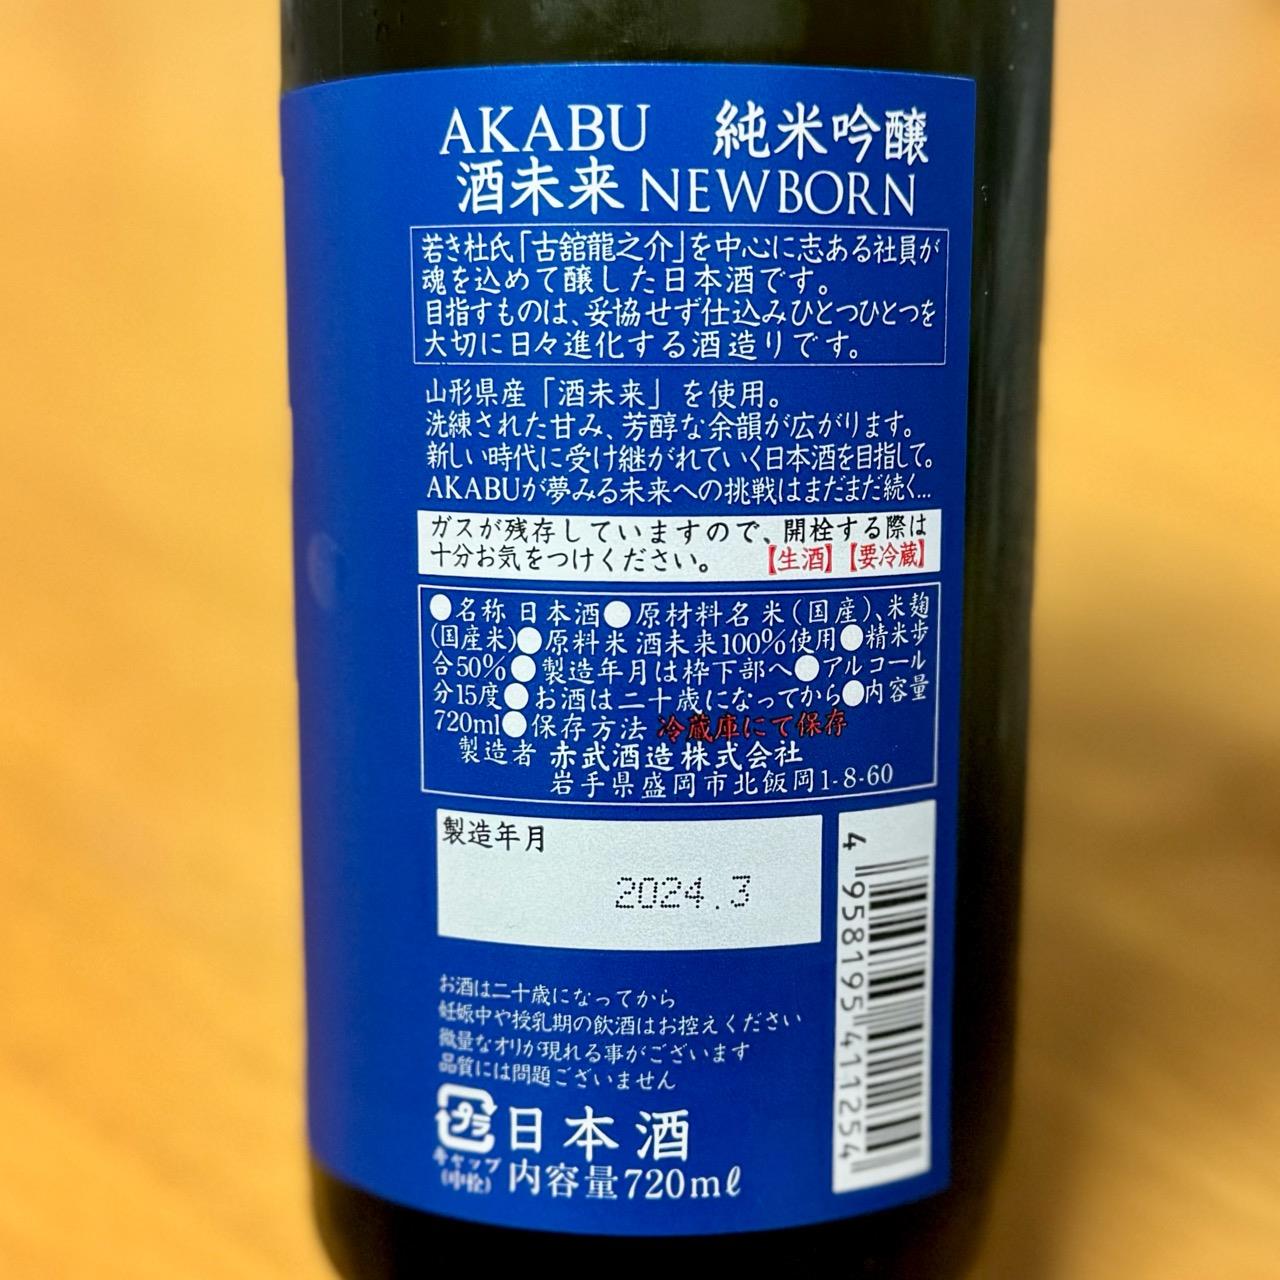 AKABU 純米吟醸
酒未来 NEWBORN
若き杜氏「古舘龍之介」を中心に志ある社員が
魂を込めて醸した日本酒です。
目指すものは、妥協せず仕込みひとつひとつを
大切に日々進化する酒造りです。
山形県産「酒未来」を使用。
洗練された甘み、芳醇な余韻が広がります。
新しい時代に受け継がれていく日本酒を目指して。
AKABUが夢みる未来への挑戦はまだまだ続く...
ガスが残存していますので、開栓する際は
十分お気をつけください。【生酒】【要冷蔵】
●名称 日本酒●原材料名 米(国産)、米麹
(国産米)●原料米 酒未来100%使用●精米歩
合50%●製造年月は枠下部へ●アルコール
分15度●お酒は二十歳になってから●内容量
720ml●保存方法 冷蔵庫にて保存
製造者 赤武酒造株式会社
岩手県盛岡市北飯岡1-8-60
製造年月
2024.3
4 958195 411254
お酒は二十歳になってから
妊娠中や授乳期の飲酒はお控えください
微量なオリが現れる事がございます
品質には問題ございません
プラ 日本酒
キャップ
(中栓) 内容量720mℓ